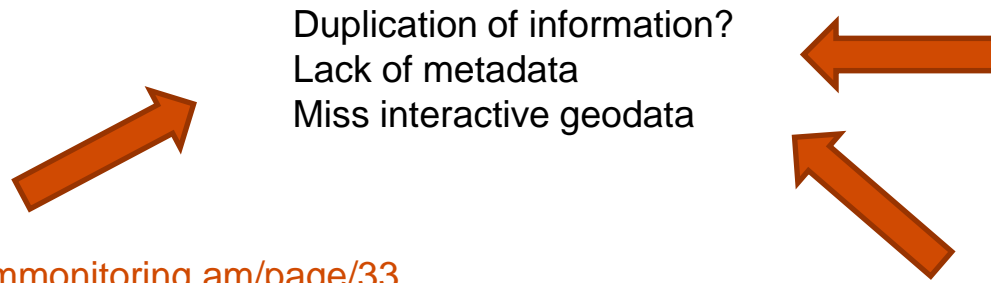 Duplication of information?
Lack of metadata
Miss interactive geodata
mmonitoring.am/page/33